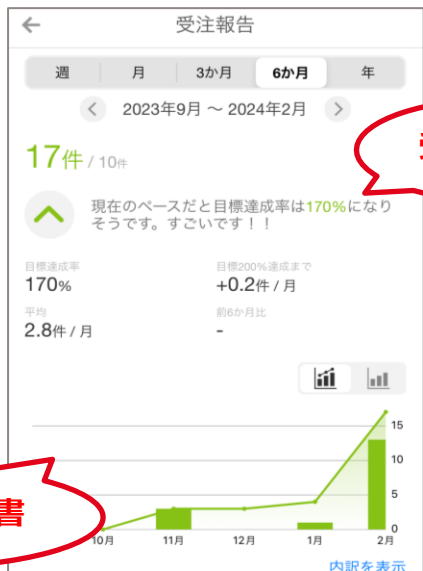 受注報告
週 月 3か月 6か月 年
2023年9月 ～ 2024年2月
17件 / 10件
現在のペースだと目標達成率は170%になり
そうです。すごいです！！
目標達成率 目標200%達成まで
170% +0.2件 / 月
平均 前6か月比
2.8件 / 月 -
15
10
5
0
書
10月 11月 12月 1月 2月
内訳を表示